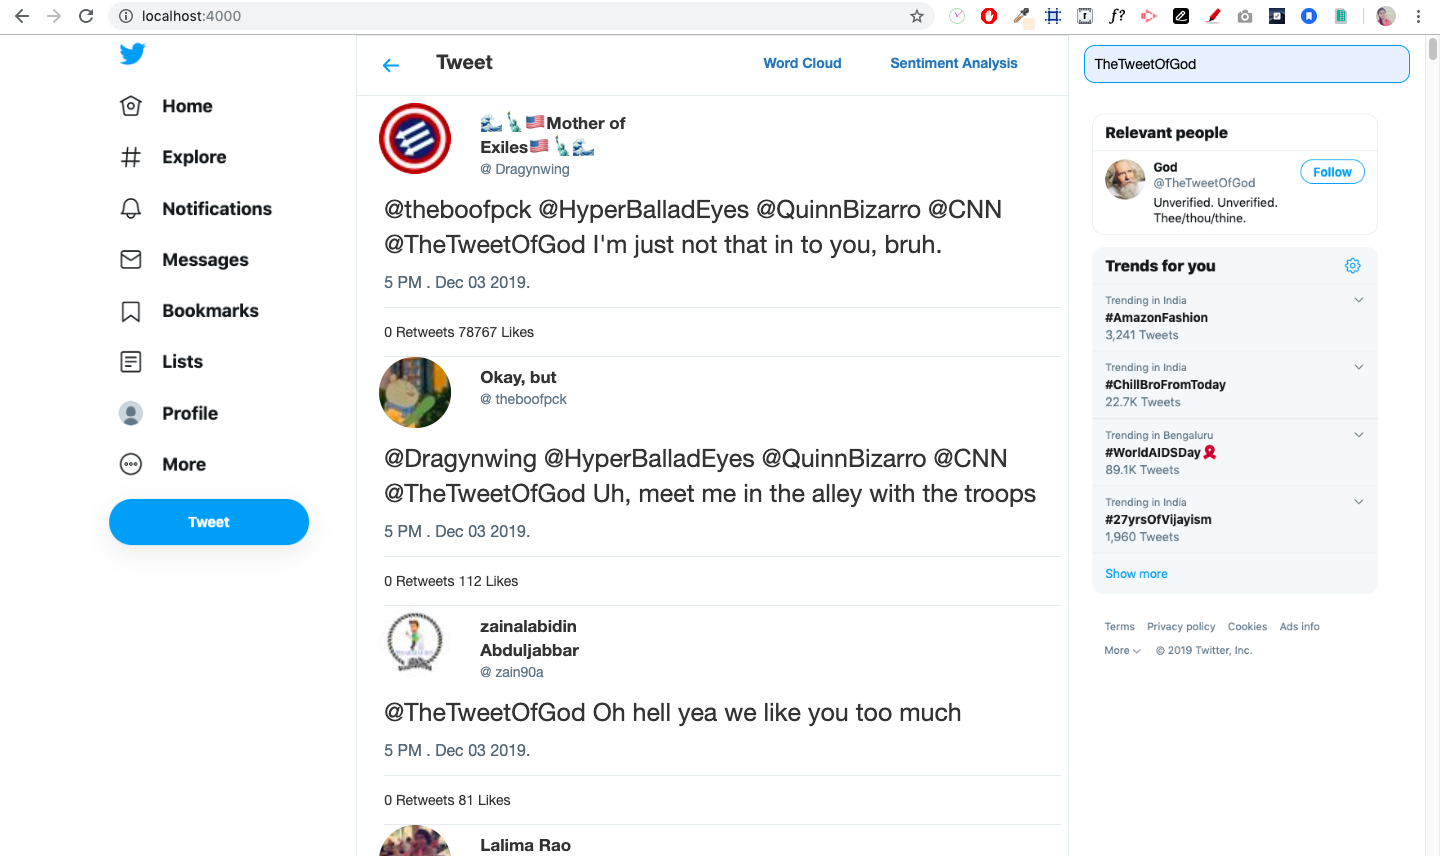 localhost:4000
Home
Explore
Notifications
Messages
Bookmarks
Lists
Profile
More
Tweet
Tweet
Word Cloud
Sentiment Analysis
🌊🗽🇺🇸Mother of
Exiles🇺🇸🗽🌊
@ Dragynwing
@theboofpck @HyperBalladEyes @QuinnBizarro @CNN
@TheTweetOfGod I'm just not that in to you, bruh.
5 PM . Dec 03 2019.
0 Retweets 78767 Likes
Okay, but
@ theboofpck
@Dragynwing @HyperBalladEyes @QuinnBizarro @CNN
@TheTweetOfGod Uh, meet me in the alley with the troops
5 PM . Dec 03 2019.
0 Retweets 112 Likes
zainalabidin
Abduljabbar
@ zain90a
@TheTweetOfGod Oh hell yea we like you too much
5 PM . Dec 03 2019.
0 Retweets 81 Likes
Lalima Rao
TheTweetOfGod
Relevant people
God
@TheTweetOfGod
Follow
Unverified. Unverified.
Thee/thou/thine.
Trends for you
Trending in India
#AmazonFashion
3,241 Tweets
Trending in India
#ChillBroFromToday
22.7K Tweets
Trending in Bengaluru
#WorldAIDSDay
89.1K Tweets
Trending in India
#27yrsOfVijayism
1,960 Tweets
Show more
Terms Privacy policy Cookies Ads info
More © 2019 Twitter, Inc.